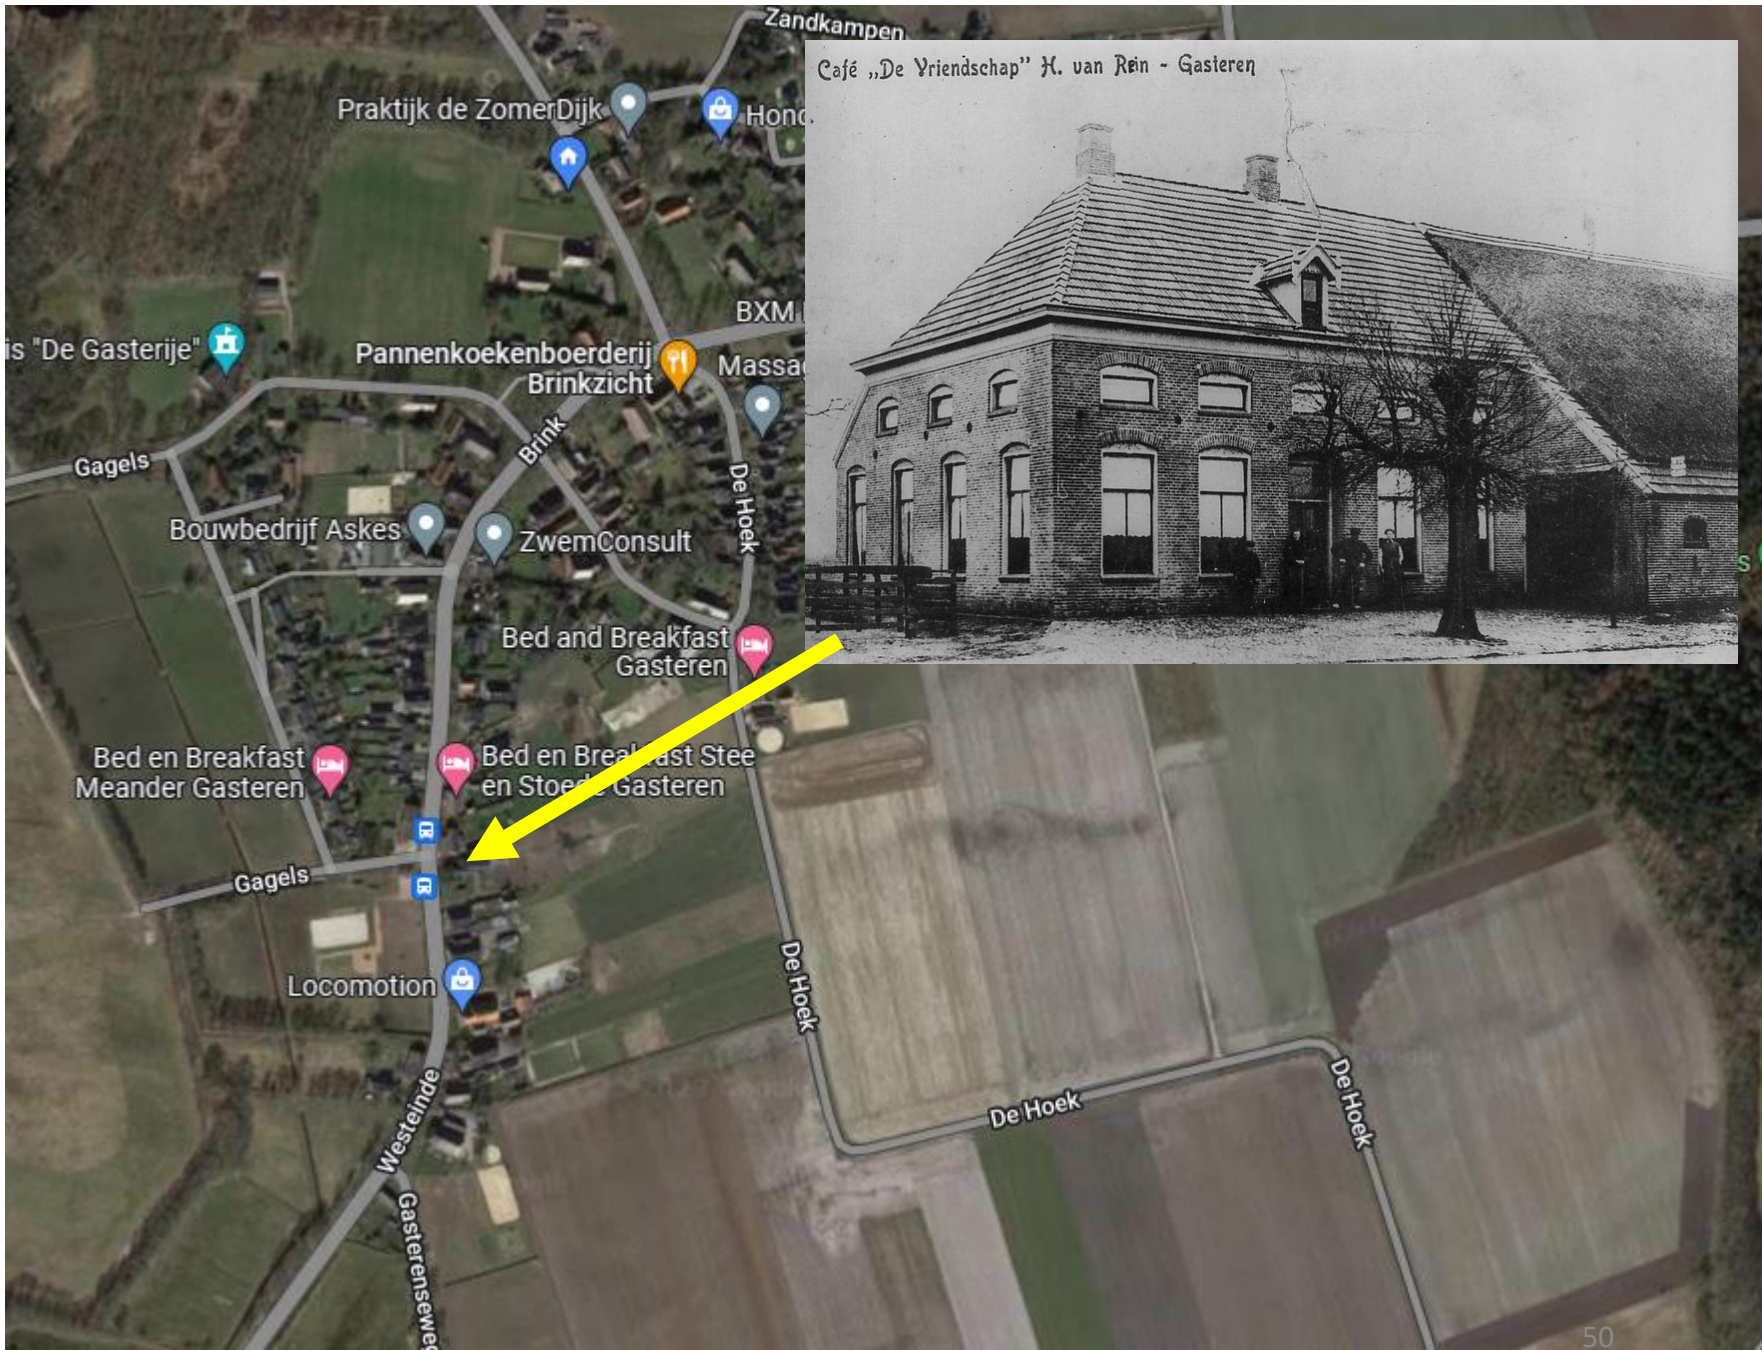 Zandkampen
Café „De Vriendschap” H. van Rein - Gasteren
Praktijk de ZomerDijk
Hond
BXM
is "De Gasterije"
Pannenkoekenboerderij
Brinkzicht
Massa
Brink
Gagels
De Hoek
Bouwbedrijf Askes
ZwemConsult
s
Bed and Breakfast
Gasteren
Bed en Breakfast
Meander Gasteren
Bed en Breakfast Stee
en Stoede Gasteren
Gagels
De Hoek
Locomotion
De Hoek
De Hoek
Westeinde
Gasterenseweg
50